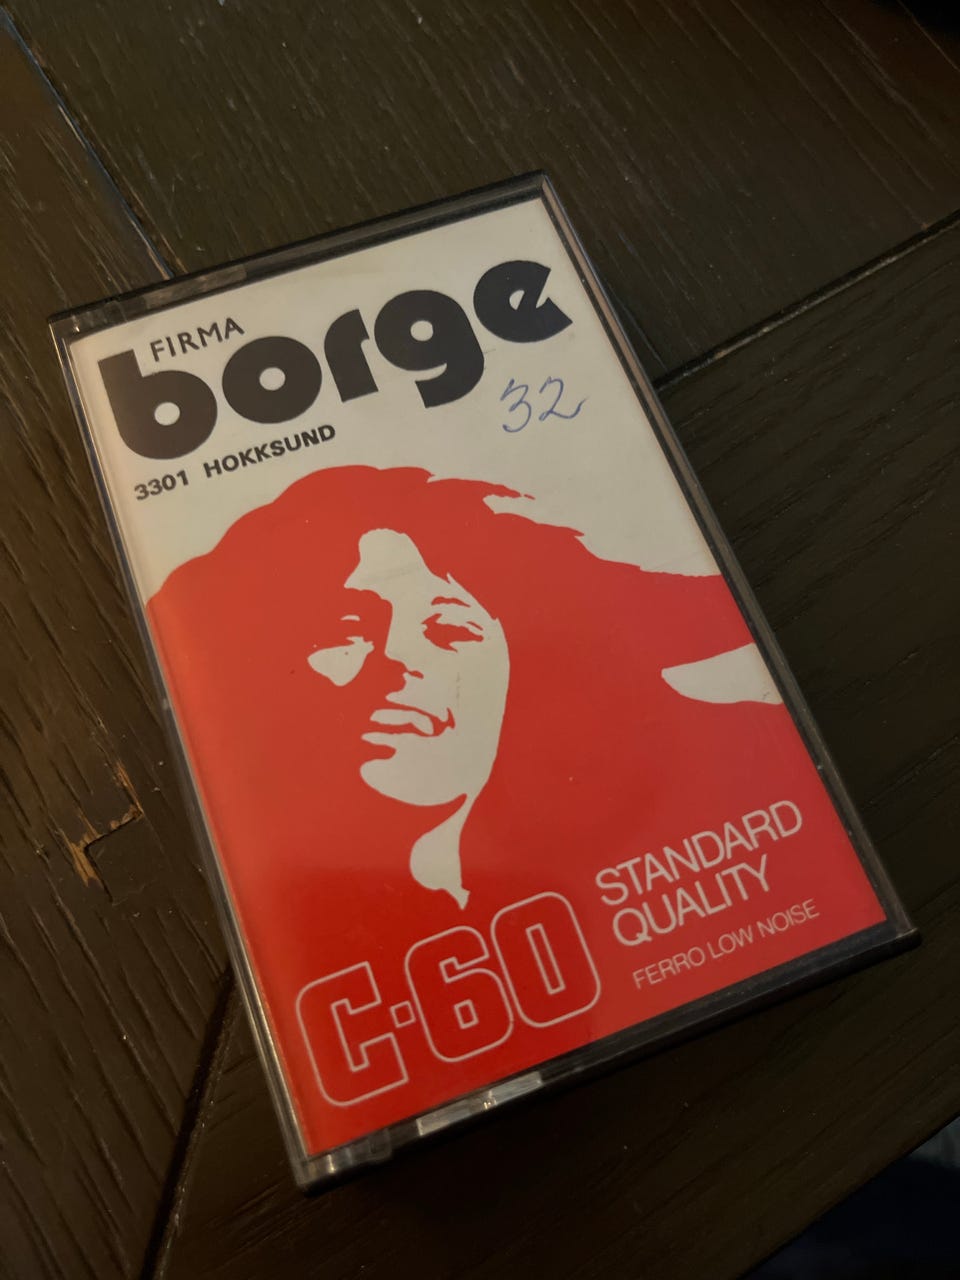 FIRMA
borge
32
3301 HOKKSUND
STANDARD
QUALITY
C·60
FERRO LOW NOISE